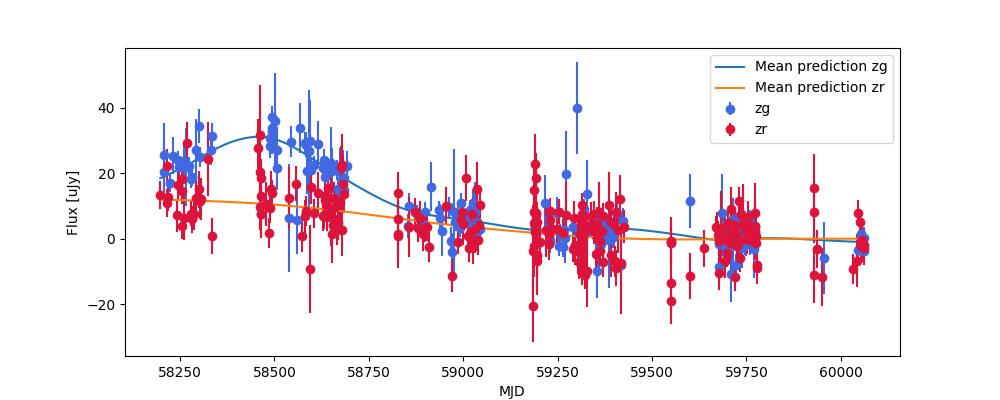 Mean prediction zg
Mean prediction zr
zg
zr
Flux [uJy]
40
20
0
−20
58250
58500
58750
59000
59250
59500
59750
60000
MJD